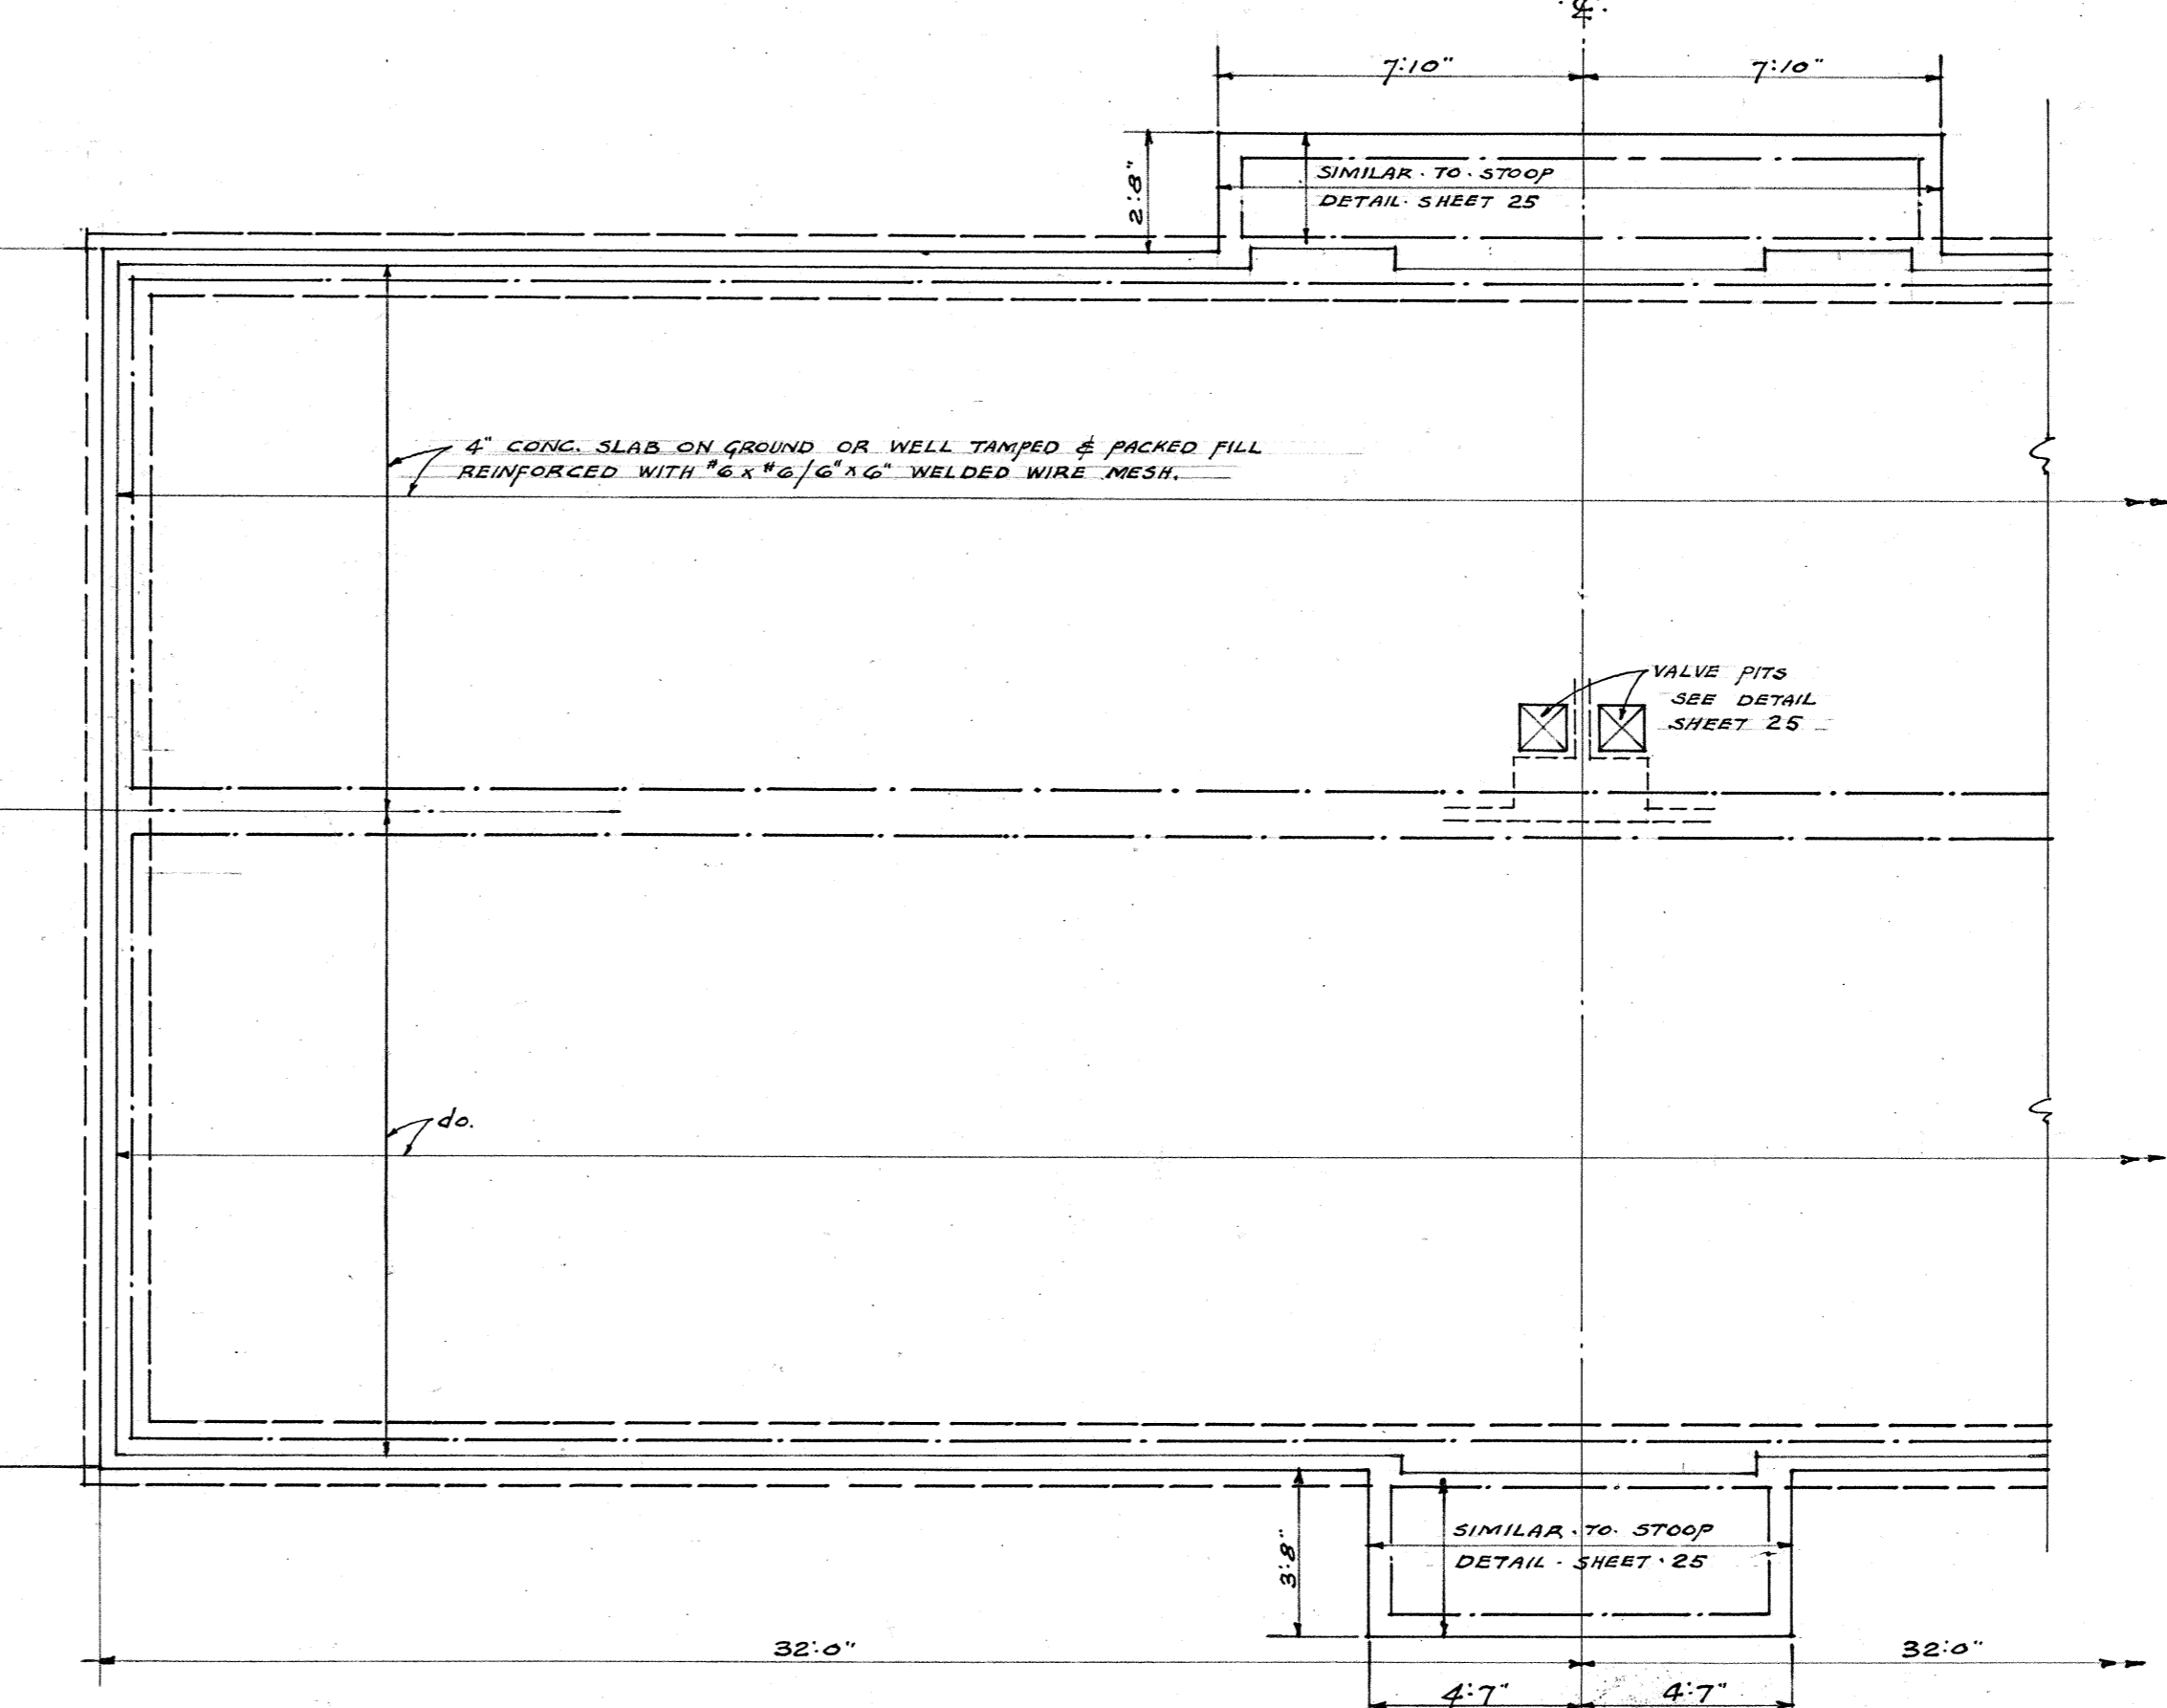 ℄
7'-10" 7'-10"
2'-8"
SIMILAR · TO · STOOP
DETAIL · SHEET 25
4" CONC. SLAB ON GROUND OR WELL TAMPED & PACKED FILL
REINFORCED WITH #6 x #6/6" x 6" WELDED WIRE MESH.
VALVE PITS
SEE DETAIL
SHEET 25
do.
SIMILAR · TO · STOOP
DETAIL · SHEET · 25
3'-8"
32'-0" 32'-0"
4'-7" 4'-7"